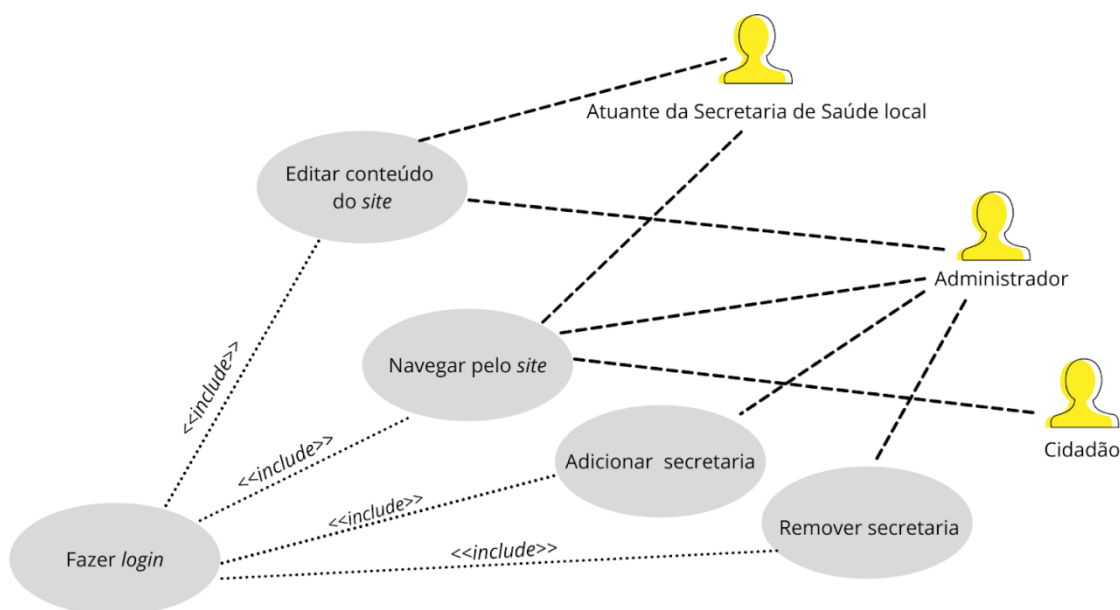 Atuante da Secretaria de Saúde local
Editar conteúdo
do site
Administrador
<<include>>
Navegar pelo site
Cidadão
<<include>>
Adicionar secretaria
<<include>>
Remover secretaria
<<include>>
Fazer login